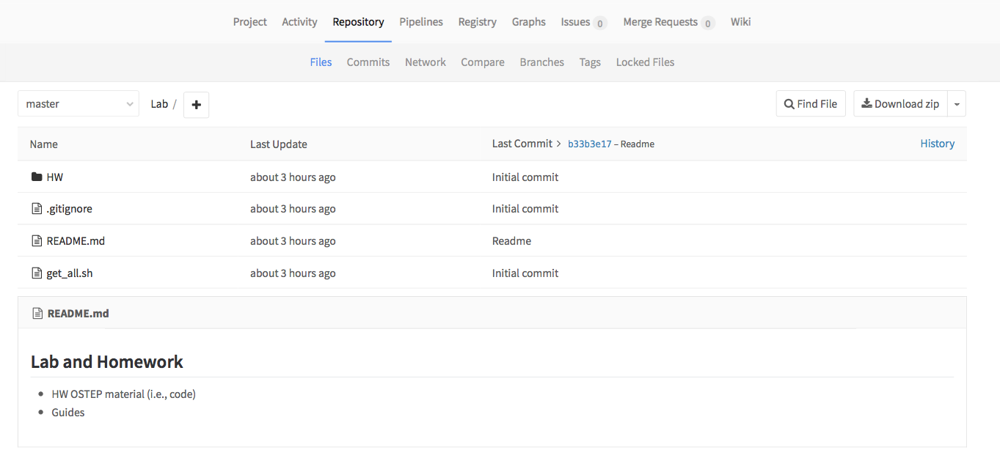 Project Activity Repository Pipelines Registry Graphs Issues 0 Merge Requests 0 Wiki
Files Commits Network Compare Branches Tags Locked Files
master Lab / + Find File Download zip
Name Last Update Last Commit > b33b3e17 – Readme History
HW about 3 hours ago Initial commit
.gitignore about 3 hours ago Initial commit
README.md about 3 hours ago Readme
get_all.sh about 3 hours ago Initial commit
README.md
Lab and Homework
• HW OSTEP material (i.e., code)
• Guides